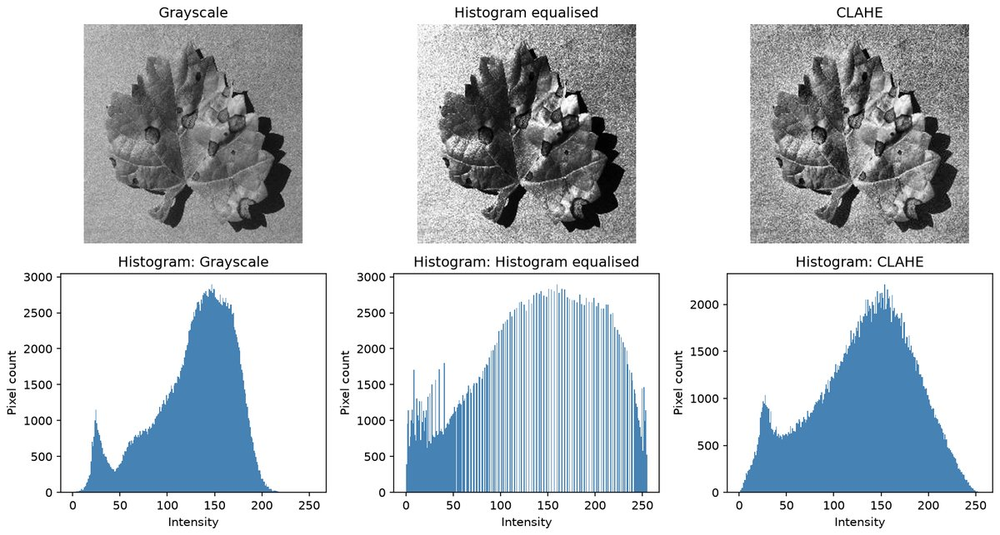 Grayscale
Histogram equalised
CLAHE
Histogram: Grayscale
Histogram: Histogram equalised
Histogram: CLAHE
3000
2500
2000
1500
1000
500
0
Pixel count
0 50 100 150 200 250
Intensity
3000
2500
2000
1500
1000
500
0
Pixel count
0 50 100 150 200 250
Intensity
2000
1500
1000
500
0
Pixel count
0 50 100 150 200 250
Intensity